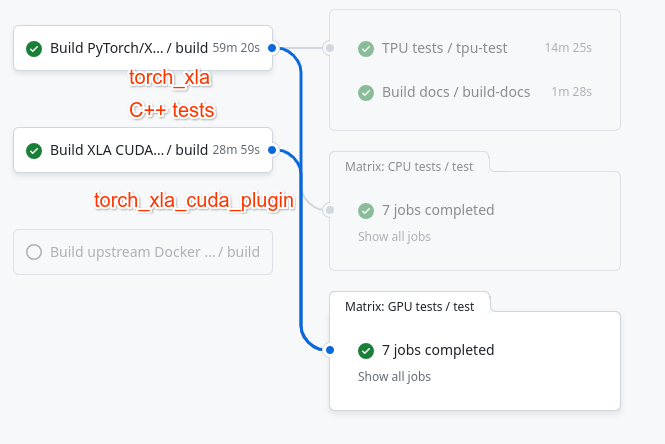 Build PyTorch/X... / build 59m 20s
torch_xla
C++ tests
Build XLA CUDA... / build 28m 59s
torch_xla_cuda_plugin
Build upstream Docker ... / build
TPU tests / tpu-test 14m 25s
Build docs / build-docs 1m 28s
Matrix: CPU tests / test
7 jobs completed
Show all jobs
Matrix: GPU tests / test
7 jobs completed
Show all jobs